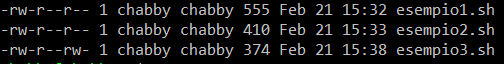 -rw-r--r-- 1 chabby chabby 555 Feb 21 15:32 esempio1.sh
-rw-r--r-- 1 chabby chabby 410 Feb 21 15:33 esempio2.sh
-rw-r--rw- 1 chabby chabby 374 Feb 21 15:38 esempio3.sh